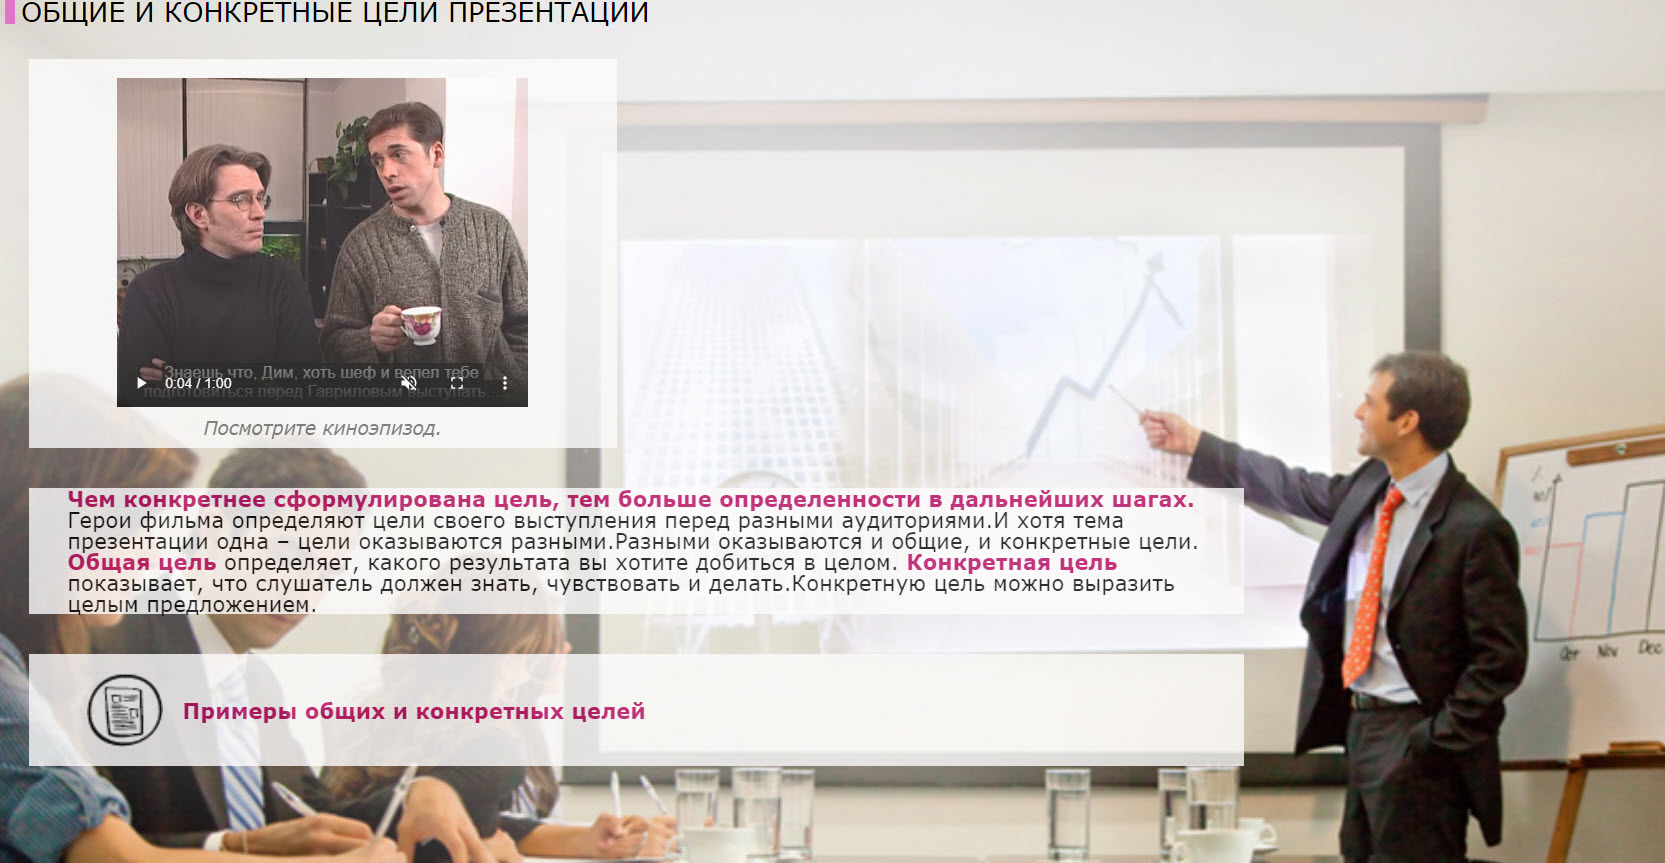 ОБЩИЕ И КОНКРЕТНЫЕ ЦЕЛИ ПРЕЗЕНТАЦИИ
Знаешь что, Дим, хоть шеф и велел тебе
0:04 / 1:00
подготовиться перед Гавриловым выступать...
Посмотрите киноэпизод.
Чем конкретнее сформулирована цель, тем больше определенности в дальнейших шагах.
Герои фильма определяют цели своего выступления перед разными аудиториями.И хотя тема
презентации одна – цели оказываются разными.Разными оказываются и общие, и конкретные цели.
Общая цель определяет, какого результата вы хотите добиться в целом. Конкретная цель
показывает, что слушатель должен знать, чувствовать и делать.Конкретную цель можно выразить
целым предложением.
Примеры общих и конкретных целей
Oct Nov Dec